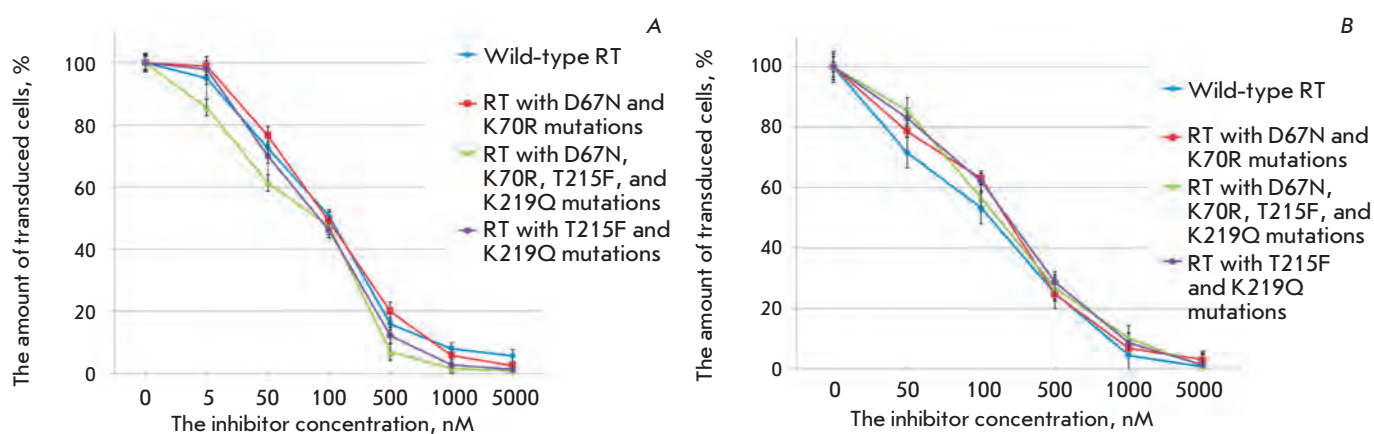 A
The amount of transduced cells, %
100
80
60
40
20
0
0 5 50 100 500 1000 5000
The inhibitor concentration, nM
Wild-type RT
RT with D67N and
K70R mutations
RT with D67N,
K70R, T215F, and
K219Q mutations
RT with T215F and
K219Q mutations
B
The amount of transduced cells, %
100
80
60
40
20
0
0 50 100 500 1000 5000
The inhibitor concentration, nM
Wild-type RT
RT with D67N and
K70R mutations
RT with D67N,
K70R, T215F, and
K219Q mutations
RT with T215F
and K219Q
mutations